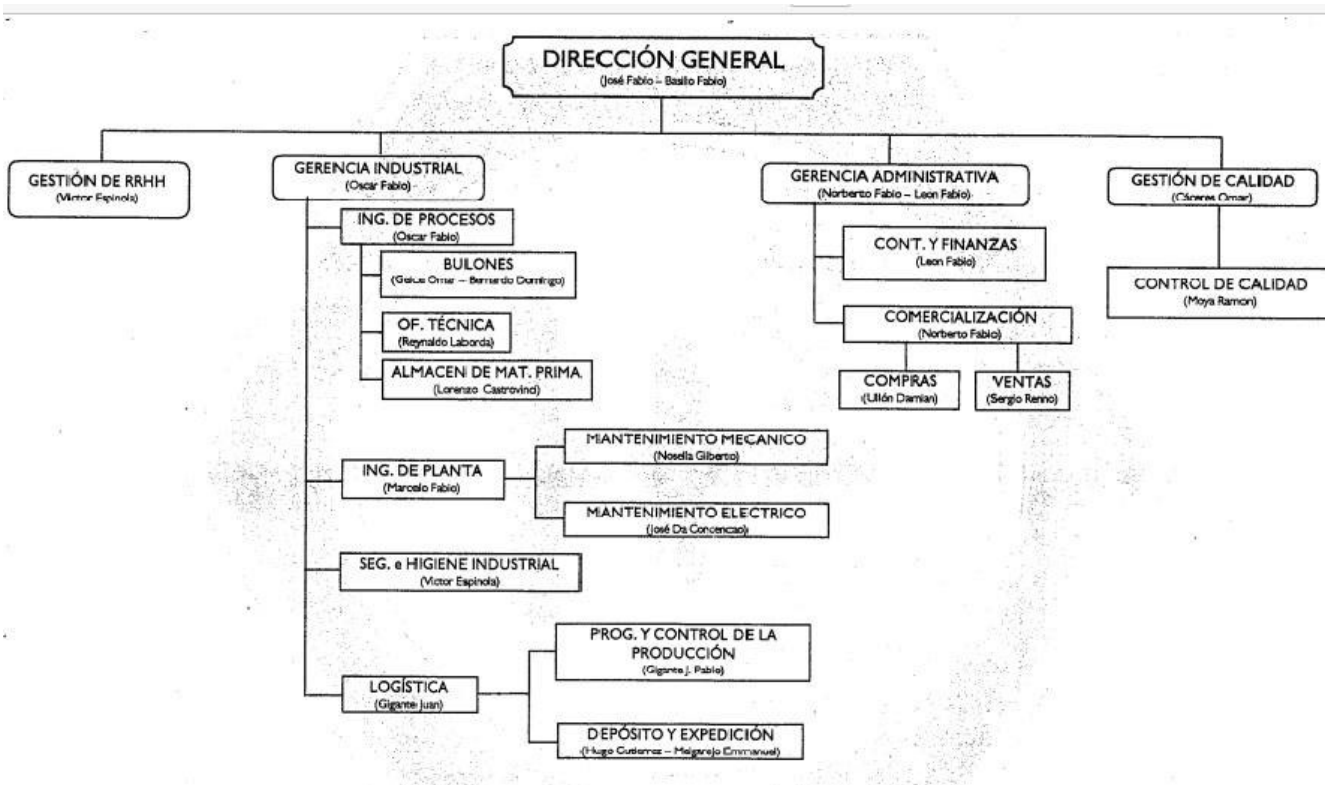 DIRECCIÓN GENERAL
(José Fabio – Basilio Fabio)
GESTIÓN DE RRHH
(Victor Espinola)
GERENCIA INDUSTRIAL
(Oscar Fabio)
GERENCIA ADMINISTRATIVA
(Norberto Fabio – Leon Fabio)
GESTIÓN DE CALIDAD
(Cáceres Omar)
ING. DE PROCESOS
(Oscar Fabio)
BULONES
Omar – Bernardo Domingo)
OF. TÉCNICA
(Reynaldo Laborda)
ALMACEN DE MAT. PRIMA.
(Lorenzo Castrovinci)
CONT. Y FINANZAS
(Leon Fabio)
COMERCIALIZACIÓN
(Norberto Fabio)
COMPRAS
(Ullón Damian)
VENTAS
(Sergio Renno)
CONTROL DE CALIDAD
(Moya Ramon)
ING. DE PLANTA
(Marcelo Fabio)
MANTENIMIENTO MECANICO
(Nosella Gilberto)
MANTENIMIENTO ELECTRICO
(José Da Concencao)
SEG. e HIGIENE INDUSTRIAL
(Victor Espinola)
LOGÍSTICA
(Gigante Juan)
PROG. Y CONTROL DE LA
PRODUCCIÓN
(Gigante J. Pablo)
DEPÓSITO Y EXPEDICIÓN
(Hugo Gutierrez – Melgarejo Emmanuel)